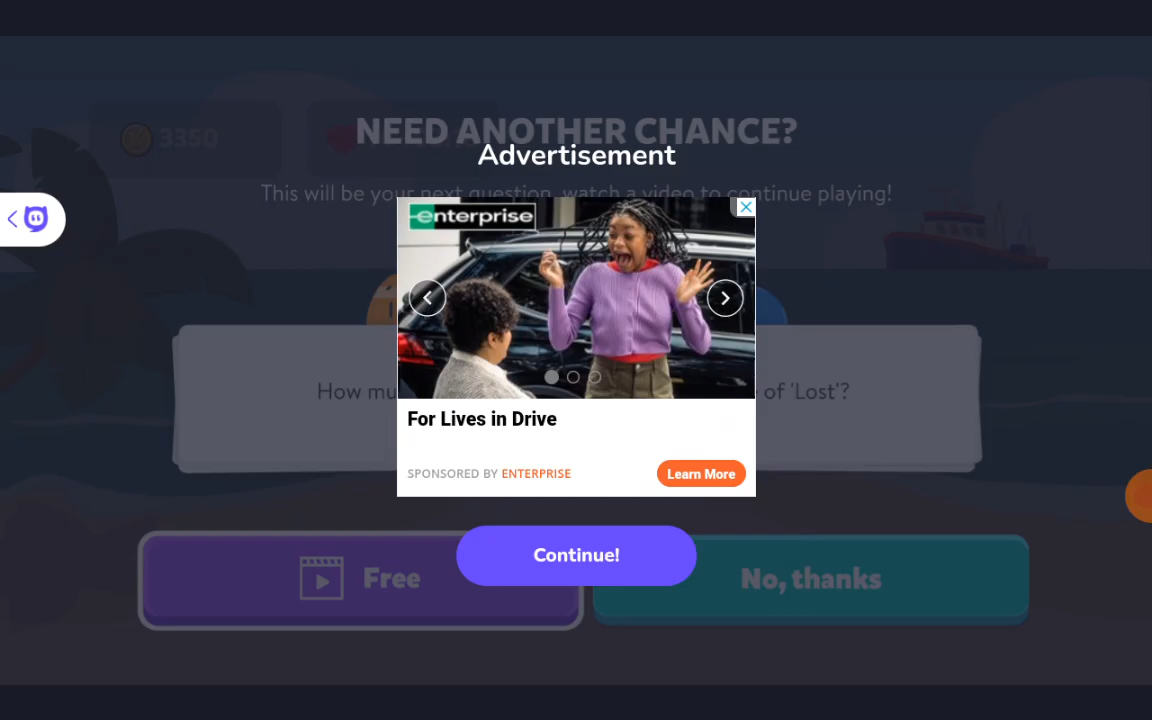 3350
NEED ANOTHER CHANCE?
Advertisement
This will be your next question, watch a video to continue playing!
enterprise
How mu
of 'Lost'?
For Lives in Drive
SPONSORED BY ENTERPRISE
Learn More
Continue!
Free
No, thanks